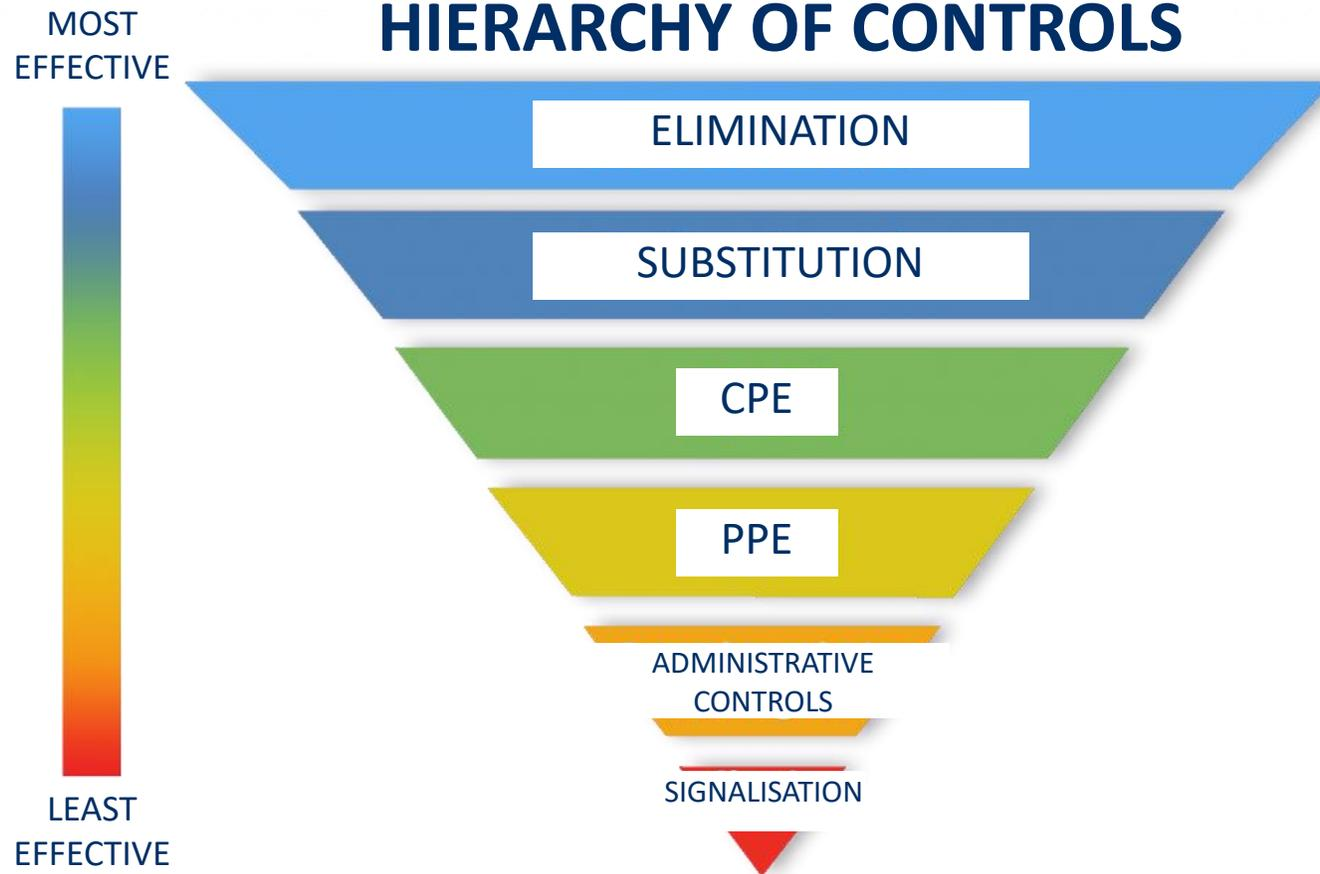 HIERARCHY OF CONTROLS
MOST
EFFECTIVE
ELIMINATION
SUBSTITUTION
CPE
PPE
ADMINISTRATIVE
CONTROLS
SIGNALISATION
LEAST
EFFECTIVE